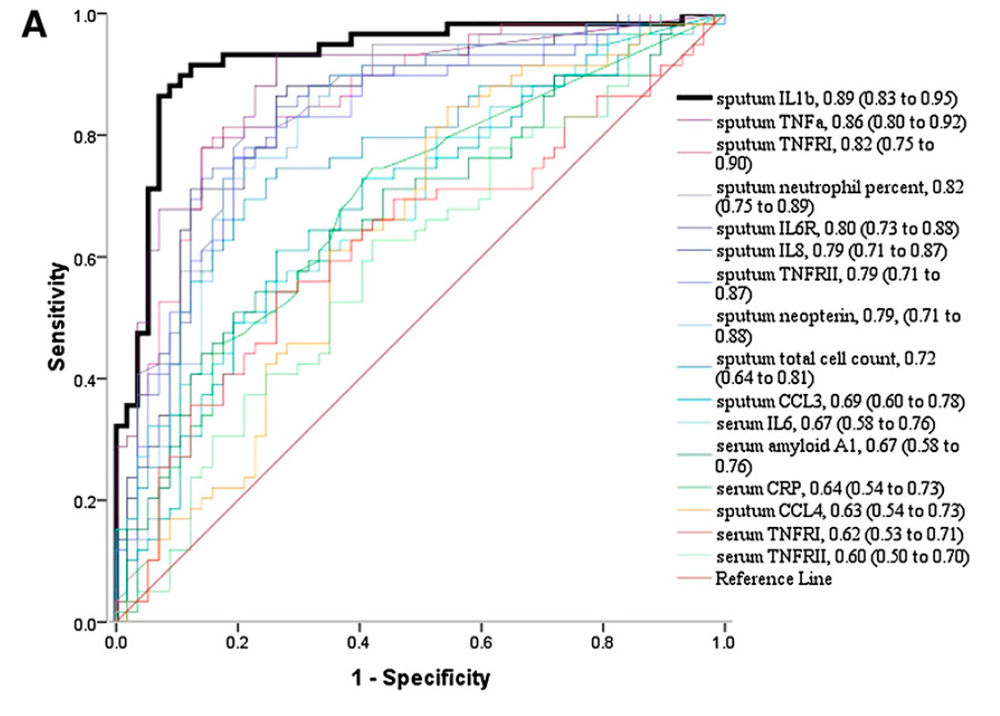 A
1.0
0.8
0.6
0.4
0.2
0.0
Sensitivity
0.0
0.2
0.4
0.6
0.8
1.0
1 - Specificity
sputum IL1b, 0.89 (0.83 to 0.95)
sputum TNFa, 0.86 (0.80 to 0.92)
sputum TNFRI, 0.82 (0.75 to
0.90)
sputum neutrophil percent, 0.82
(0.75 to 0.89)
sputum IL6R, 0.80 (0.73 to 0.88)
sputum IL8, 0.79 (0.71 to 0.87)
sputum TNFRII, 0.79 (0.71 to
0.87)
sputum neopterin, 0.79, (0.71 to
0.88)
sputum total cell count, 0.72
(0.64 to 0.81)
sputum CCL3, 0.69 (0.60 to 0.78)
serum IL6, 0.67 (0.58 to 0.76)
serum amyloid A1, 0.67 (0.58 to
0.76)
serum CRP, 0.64 (0.54 to 0.73)
sputum CCL4, 0.63 (0.54 to 0.73)
serum TNFRI, 0.62 (0.53 to 0.71)
serum TNFRII, 0.60 (0.50 to 0.70)
Reference Line